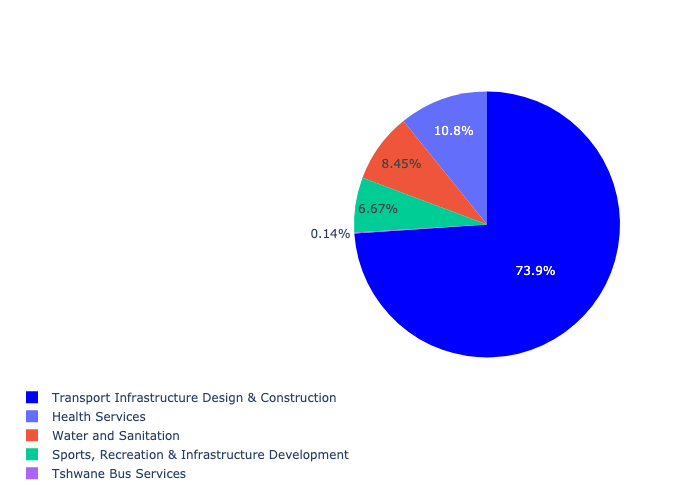 10.8%
8.45%
6.67%
0.14%
73.9%
Transport Infrastructure Design & Construction
Health Services
Water and Sanitation
Sports, Recreation & Infrastructure Development
Tshwane Bus Services